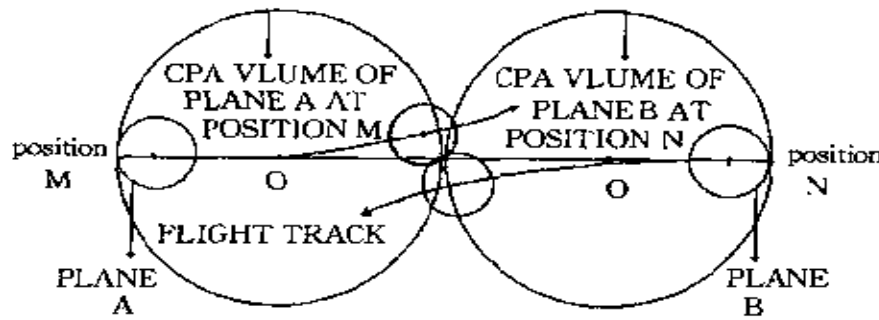 CPA VLUME OF
PLANE A AT
POSITION M
CPA VLUME OF
PLANE B AT
POSITION N
position
M
O
O
position
N
FLIGHT TRACK
PLANE
A
PLANE
B